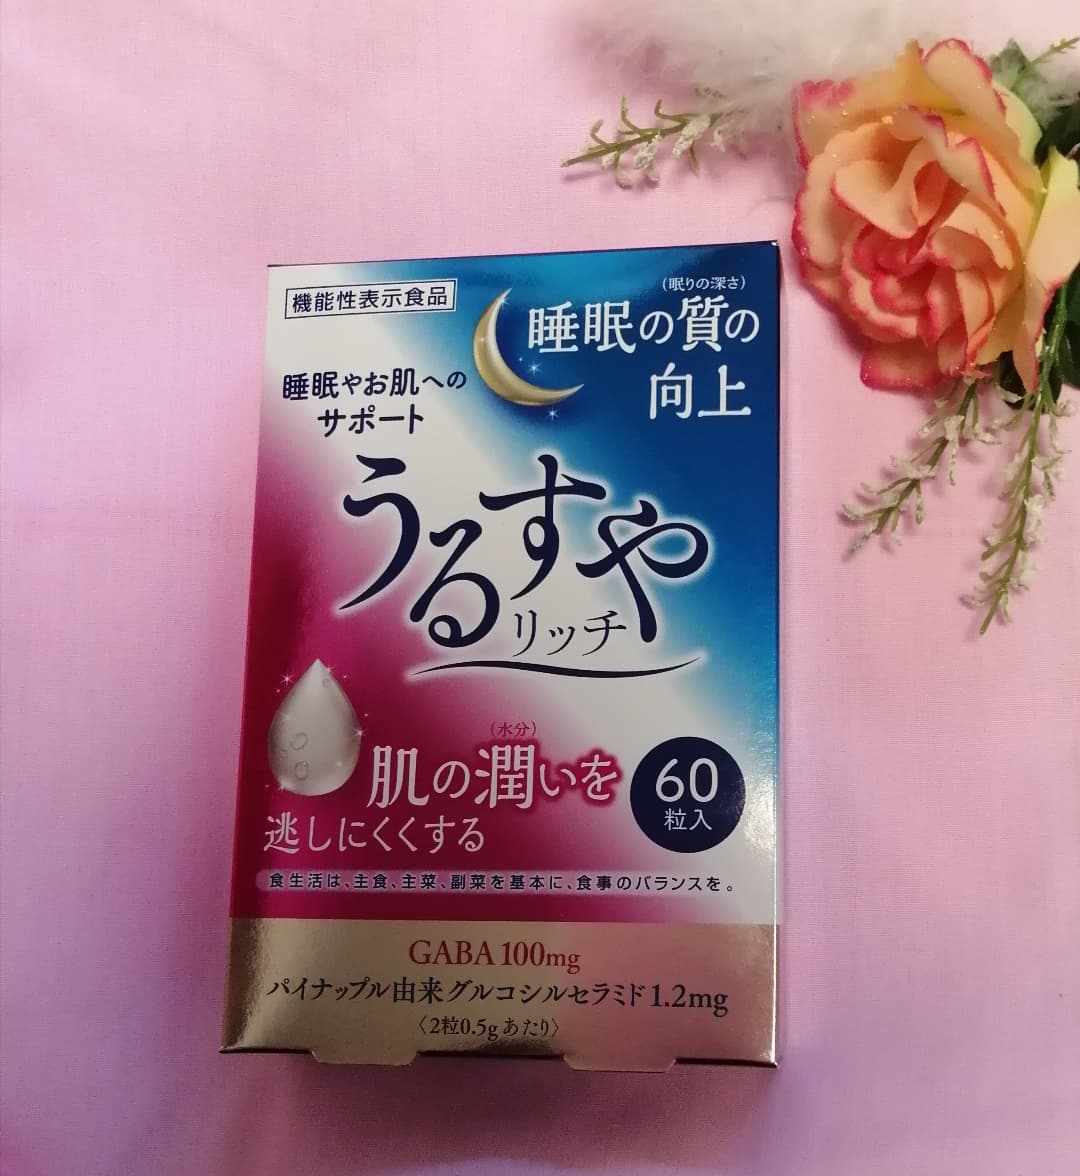 機能性表示食品
(眠りの深さ)
睡眠の質の
向上
睡眠やお肌への
サポート
うるすや
リッチ
(水分)
肌の潤いを
逃しにくくする
60
粒入
食生活は、主食、主菜、副菜を基本に、食事のバランスを。
GABA 100mg
パイナップル由来グルコシルセラミド 1.2mg
〈2粒0.5gあたり〉